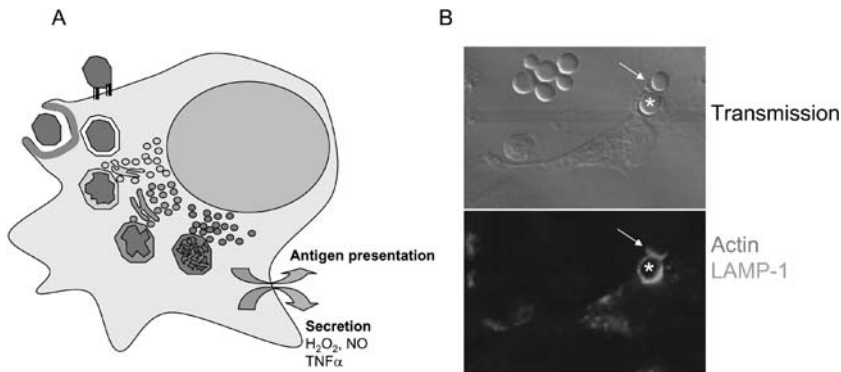 A
B
Antigen presentation
Secretion
H₂O₂, NO
TNFα
*
Transmission
*
Actin
LAMP-1